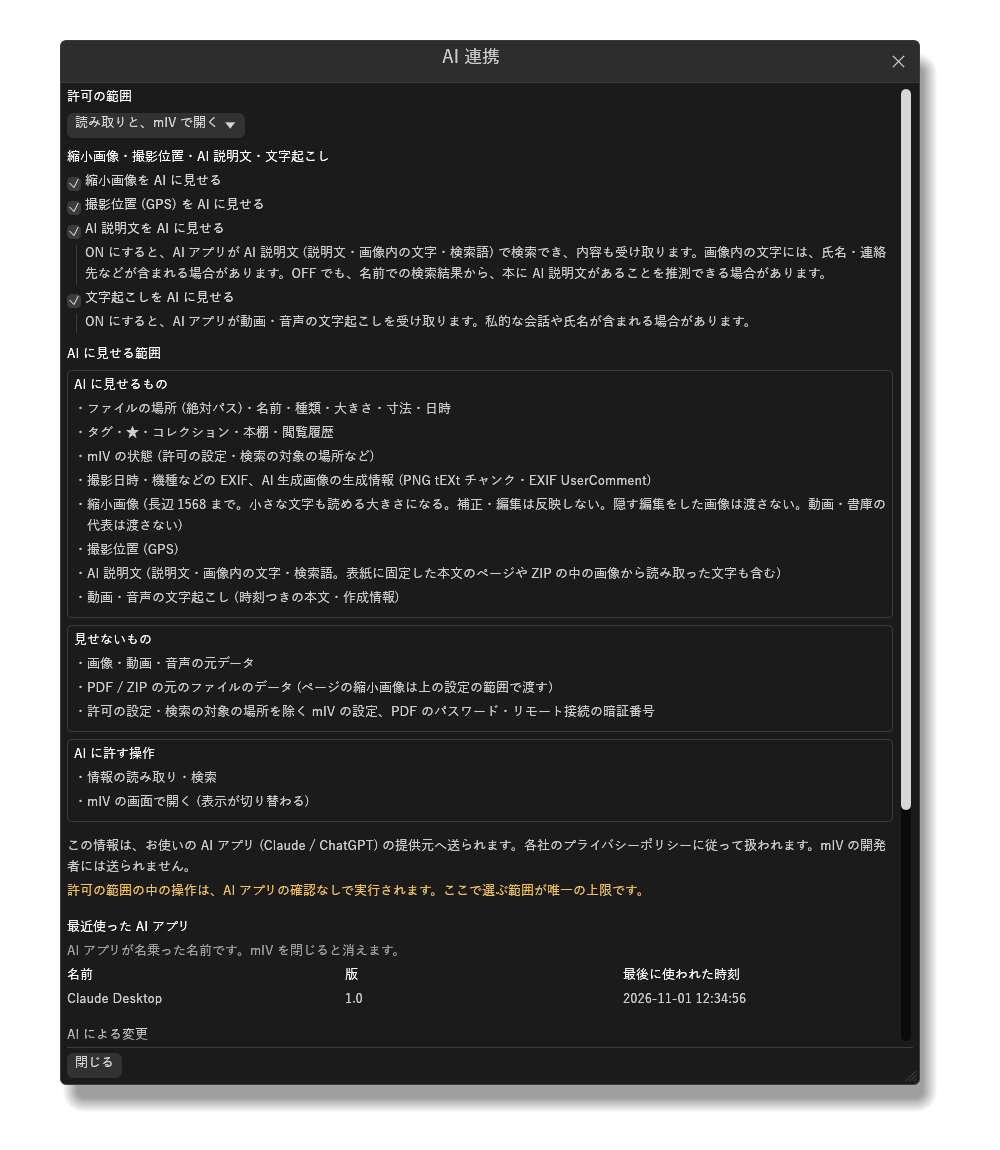 AI 連携
許可の範囲
読み取りと、mIV で開く
縮小画像・撮影位置・AI 説明文・文字起こし
縮小画像を AI に見せる
撮影位置 (GPS) を AI に見せる
AI 説明文を AI に見せる
ON にすると、AI アプリが AI 説明文 (説明文・画像内の文字・検索語) で検索でき、内容も受け取ります。画像内の文字には、氏名・連絡
先などが含まれる場合があります。OFF でも、名前での検索結果から、本に AI 説明文があることを推測できる場合があります。
文字起こしを AI に見せる
ON にすると、AI アプリが動画・音声の文字起こしを受け取ります。私的な会話や氏名が含まれる場合があります。
AI に見せる範囲
AI に見せるもの
・ファイルの場所 (絶対パス)・名前・種類・大きさ・寸法・日時
・タグ・★・コレクション・本棚・閲覧履歴
・mIV の状態 (許可の設定・検索の対象の場所など)
・撮影日時・機種などの EXIF、AI 生成画像の生成情報 (PNG tEXt チャンク・EXIF UserComment)
・縮小画像 (長辺 1568 まで。小さな文字も読める大きさになる。補正・編集は反映しない。隠す編集をした画像は渡さない。動画・書庫の
代表は渡さない)
・撮影位置 (GPS)
・AI 説明文 (説明文・画像内の文字・検索語。表紙に固定した本文のページや ZIP の中の画像から読み取った文字も含む)
・動画・音声の文字起こし (時刻つきの本文・作成情報)
見せないもの
・画像・動画・音声の元データ
・PDF / ZIP の元のファイルのデータ (ページの縮小画像は上の設定の範囲で渡す)
・許可の設定・検索の対象の場所を除く mIV の設定、PDF のパスワード・リモート接続の暗証番号
AI に許す操作
・情報の読み取り・検索
・mIV の画面で開く (表示が切り替わる)
この情報は、お使いの AI アプリ (Claude / ChatGPT) の提供元へ送られます。各社のプライバシーポリシーに従って扱われます。mIV の開発
者には送られません。
許可の範囲の中の操作は、AI アプリの確認なしで実行されます。ここで選ぶ範囲が唯一の上限です。
最近使った AI アプリ
AI アプリが名乗った名前です。mIV を閉じると消えます。
名前 版 最後に使われた時刻
Claude Desktop 1.0 2026-11-01 12:34:56
AI による変更
閉じる